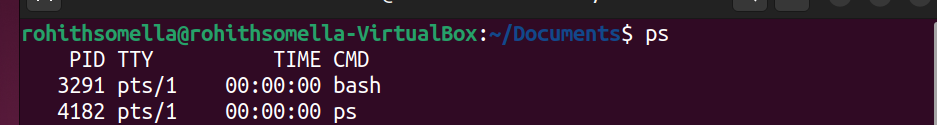 rohithsomella@rohithsomella-VirtualBox:~/Documents$ ps
    PID TTY          TIME CMD
   3291 pts/1    00:00:00 bash
   4182 pts/1    00:00:00 ps